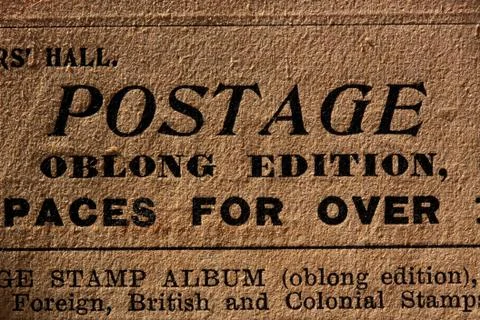 RS' HALL.
POSTAGE
OBLONG EDITION,
PACES FOR OVER
GE STAMP ALBUM (oblong edition),
Foreign, British and Colonial Stamps